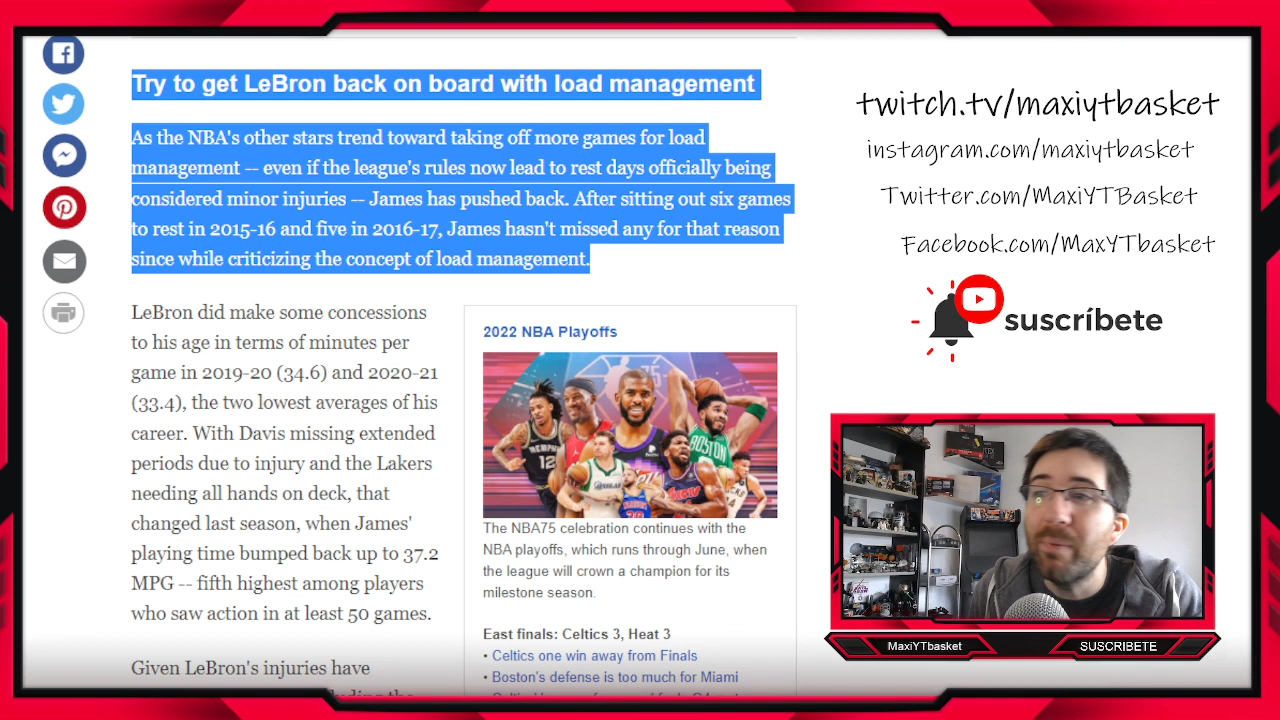 Try to get LeBron back on board with load management
As the NBA's other stars trend toward taking off more games for load
management -- even if the league's rules now lead to rest days officially being
considered minor injuries -- James has pushed back. After sitting out six games
to rest in 2015-16 and five in 2016-17, James hasn't missed any for that reason
since while criticizing the concept of load management.
LeBron did make some concessions
to his age in terms of minutes per
game in 2019-20 (34.6) and 2020-21
(33.4), the two lowest averages of his
career. With Davis missing extended
periods due to injury and the Lakers
needing all hands on deck, that
changed last season, when James'
playing time bumped back up to 37.2
MPG -- fifth highest among players
who saw action in at least 50 games.
Given LeBron's injuries have
2022 NBA Playoffs
75
MEMPHIS
12
BOSTON
The NBA75 celebration continues with the
NBA playoffs, which runs through June, when
the league will crown a champion for its
milestone season.
East finals: Celtics 3, Heat 3
• Celtics one win away from Finals
• Boston's defense is too much for Miami
twitch.tv/maxiytbasket
instagram.com/maxiytbasket
Twitter.com/MaxiYTBasket
Facebook.com/MaxYTbasket
suscríbete
MaxiYTbasket
SUSCRIBETE